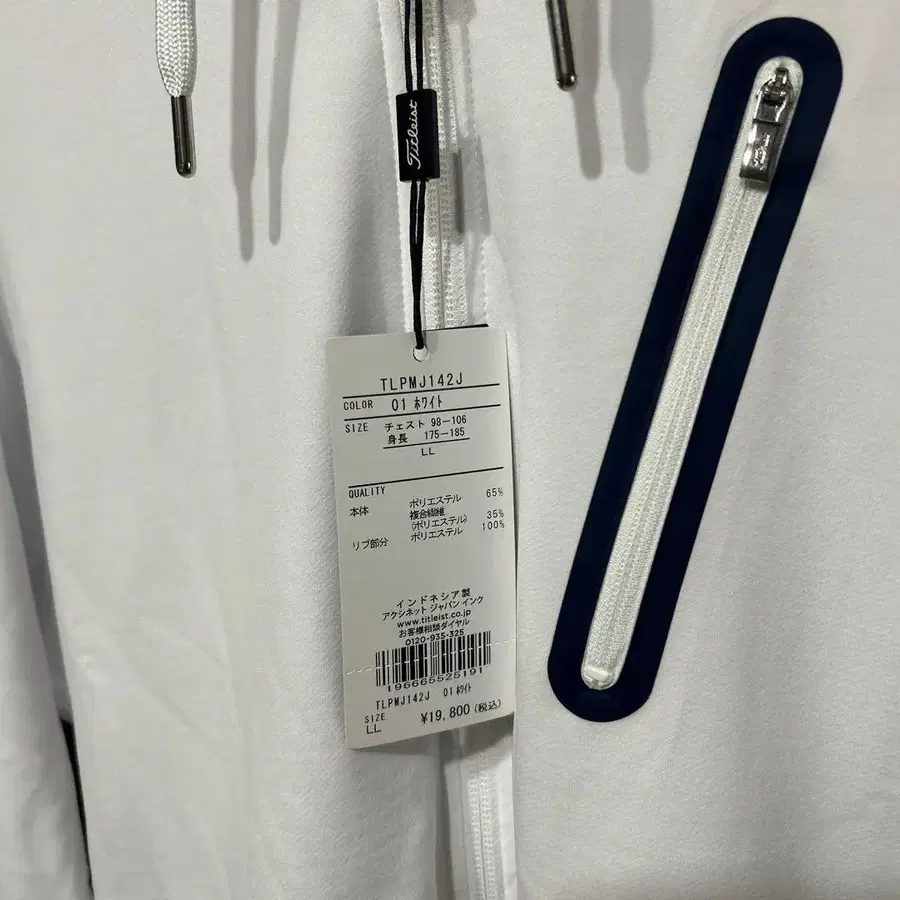 Titleist
TLPMJ142J
COLOR 01 ホワイト
SIZE チェスト 98-106
身長 175-185
LL
QUALITY
本体 ポリエステル 65%
複合繊維 35%
(ポリエステル)
リブ部分 ポリエステル 100%
インドネシア製
アクシネット ジャパン インク
www.titleist.co.jp
お客様相談ダイヤル
0120-935-325
196665525191
TLPMJ142J 01 ホワイト
SIZE
LL ¥19,800 (税込)